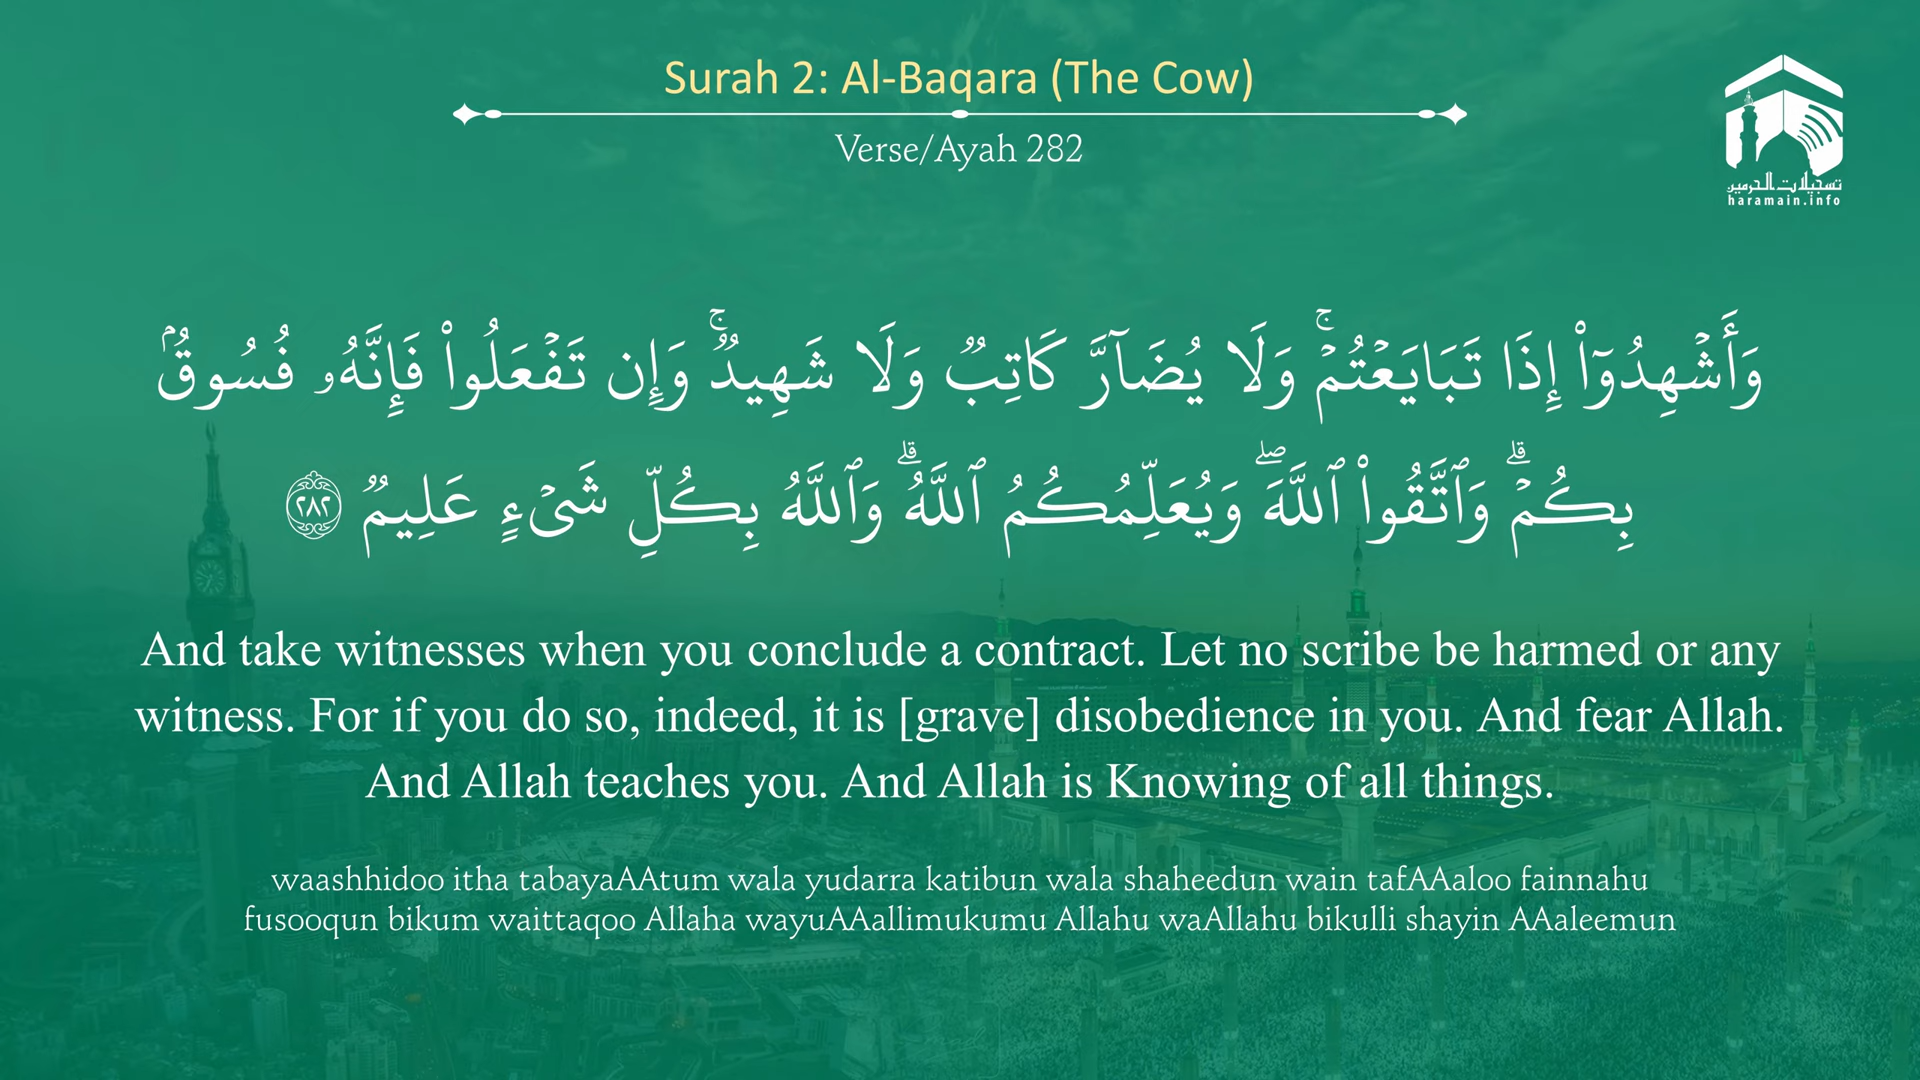 Surah 2: Al-Baqara (The Cow)
Verse/Ayah 282
تسجيلات الحرمين
haramain.info
وَأَشْهِدُوٓا۟ إِذَا تَبَايَعْتُمْ ۚ وَلَا يُضَآرَّ كَاتِبٌ وَلَا شَهِيدٌ ۚ وَإِن تَفْعَلُوا۟ فَإِنَّهُۥ فُسُوقٌۢ
بِكُمْ ۗ وَٱتَّقُوا۟ ٱللَّهَ ۖ وَيُعَلِّمُكُمُ ٱللَّهُ ۗ وَٱللَّهُ بِكُلِّ شَىْءٍ عَلِيمٌ ٢٨٢
And take witnesses when you conclude a contract. Let no scribe be harmed or any
witness. For if you do so, indeed, it is [grave] disobedience in you. And fear Allah.
And Allah teaches you. And Allah is Knowing of all things.
waashhidoo itha tabayaAAtum wala yudarra katibun wala shaheedun wain tafAAaloo fainnahu
fusooqun bikum waittaqoo Allaha wayuAAallimukumu Allahu waAllahu bikulli shayin AAaleemun